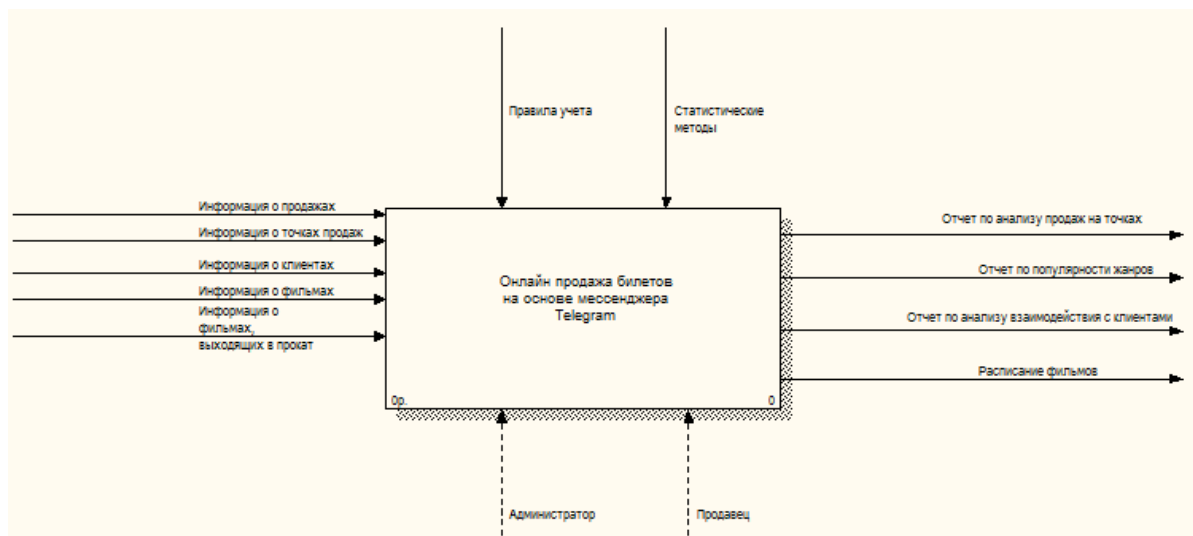 Правила учета
Статистические
методы
Информация о продажах
Информация о точках продаж
Информация о клиентах
Информация о фильмах
Информация о
фильмах,
выходящих в прокат
Онлайн продажа билетов
на основе мессенджера
Telegram
0р.
0
Отчет по анализу продаж на точках
Отчет по популярности жанров
Отчет по анализу взаимодействия с клиентами
Расписание фильмов
Администратор
Продавец